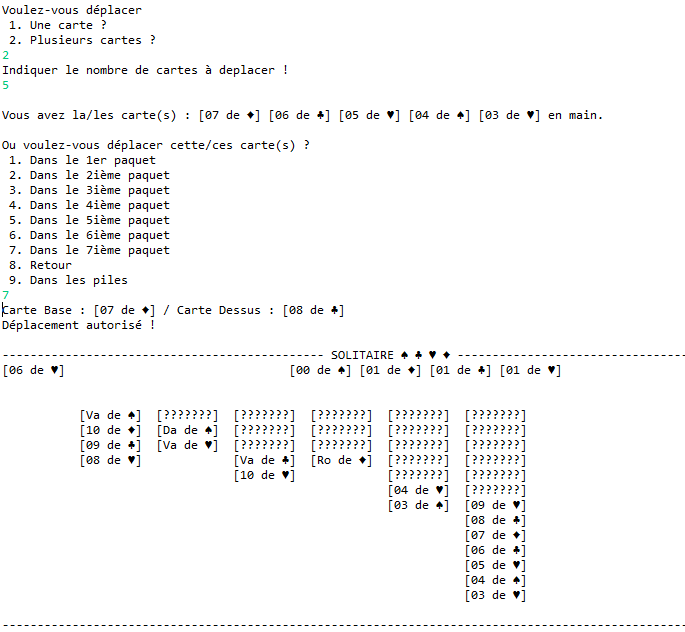 Voulez-vous déplacer
 1. Une carte ?
 2. Plusieurs cartes ?
2
Indiquer le nombre de cartes à deplacer !
5
Vous avez la/les carte(s) : [07 de ♦] [06 de ♣] [05 de ♥] [04 de ♠] [03 de ♥] en main.
Ou voulez-vous déplacer cette/ces carte(s) ?
 1. Dans le 1er paquet
 2. Dans le 2ième paquet
 3. Dans le 3ième paquet
 4. Dans le 4ième paquet
 5. Dans le 5ième paquet
 6. Dans le 6ième paquet
 7. Dans le 7ième paquet
 8. Retour
 9. Dans les piles
7
Carte Base : [07 de ♦] / Carte Dessus : [08 de ♣]
Déplacement autorisé !
---------------------------------------------- SOLITAIRE ♠ ♣ ♥ ♦ ---------------------------------
[06 de ♥] [00 de ♠] [01 de ♦] [01 de ♣] [01 de ♥]
[Va de ♠] [???????] [???????] [???????] [???????] [???????]
[10 de ♦] [Da de ♠] [???????] [???????] [???????] [???????]
[09 de ♣] [Va de ♥] [???????] [???????] [???????] [???????]
[08 de ♥] [Va de ♣] [Ro de ♦] [???????] [???????]
[10 de ♥] [???????] [???????]
[04 de ♥] [???????]
[03 de ♠] [09 de ♥]
[08 de ♣]
[07 de ♦]
[06 de ♣]
[05 de ♥]
[04 de ♠]
[03 de ♥]
--------------------------------------------------------------------------------------------------